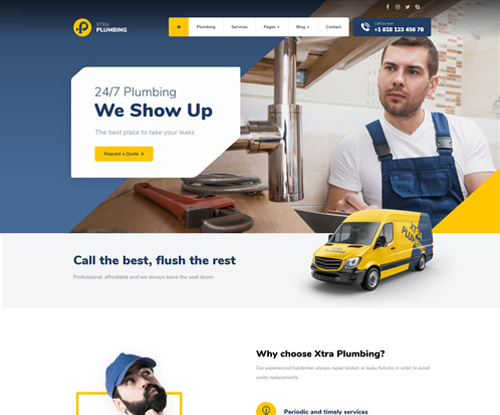 XTRA
PLUMBING
Plumbing Services Pages Blog Contact
Call us now
+1 818 123 456 78
24/7 Plumbing
We Show Up
The best place to take your leaks
Request a Quote
XTRA
PLUMB
Call the best, flush the rest
Professional, affordable and we always leave the seat down
Why choose Xtra Plumbing?
Our experienced handymen always repair broken or leaky fixtures in order to avoid
costly replacements.
Periodic and timely services